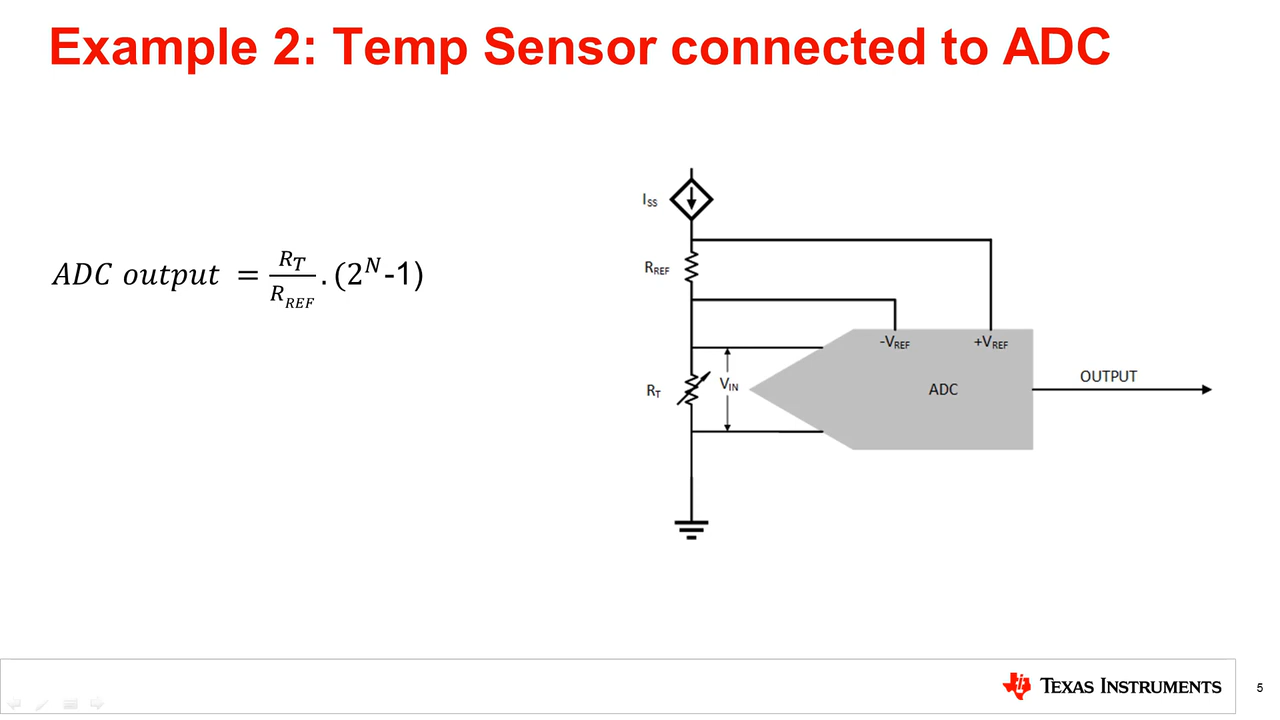 Example 2: Temp Sensor connected to ADC
I_SS
R_REF
ADC output = R_T/R_REF . (2^N-1)
-V_REF
+V_REF
R_T
V_IN
ADC
OUTPUT
TEXAS INSTRUMENTS
5